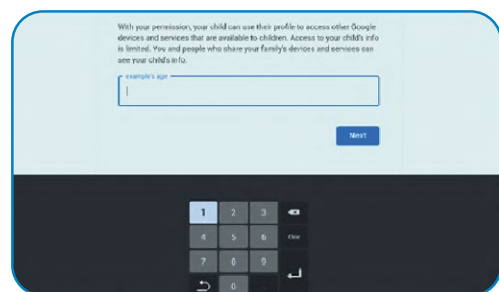 With your permission, your child can use their profile to access other Google
devices and services that are available to children. Access to your child's info
is limited. You and people who share your family's devices and services can
see your child's info.
example's age
Next
1 2 3
4 5 6 Clear
7 8 9
0